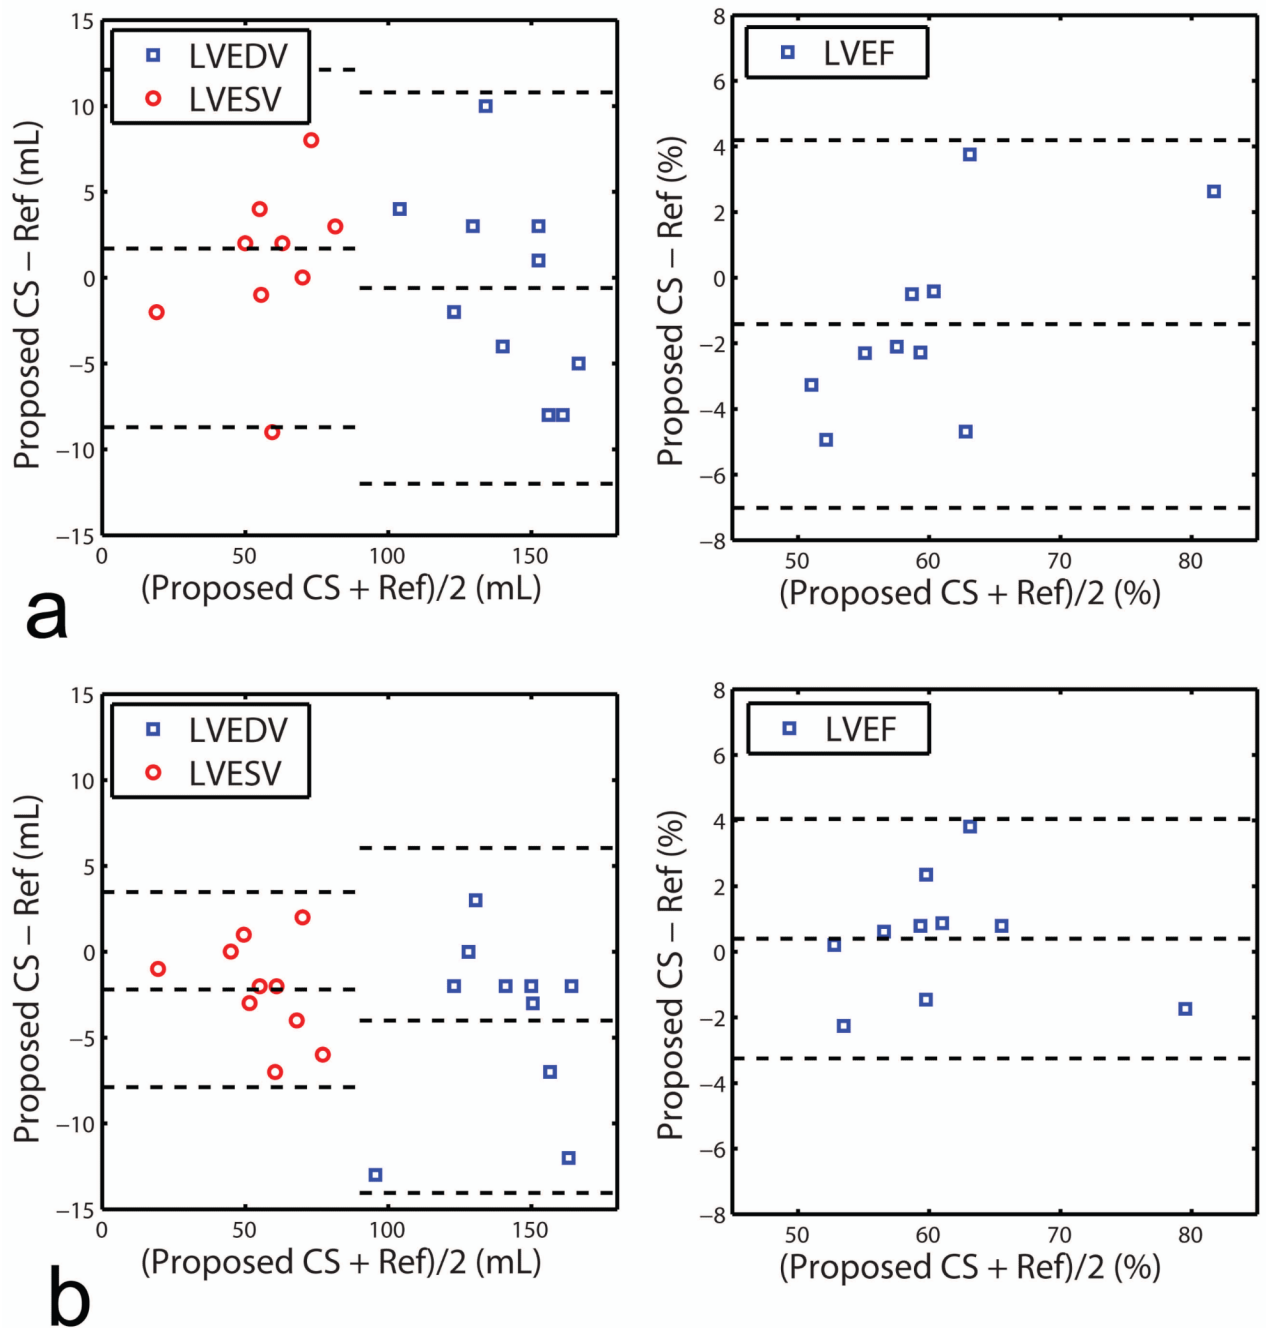 LVEDV
LVESV
15
10
5
0
−5
−10
−15
0 50 100 150
Proposed CS − Ref (mL)
(Proposed CS + Ref)/2 (mL)
LVEF
8
6
4
2
0
−2
−4
−6
−8
50 60 70 80
Proposed CS − Ref (%)
(Proposed CS + Ref)/2 (%)
a
LVEDV
LVESV
15
10
5
0
−5
−10
−15
0 50 100 150
Proposed CS − Ref (mL)
(Proposed CS + Ref)/2 (mL)
LVEF
8
6
4
2
0
−2
−4
−6
−8
50 60 70 80
Proposed CS − Ref (%)
(Proposed CS + Ref)/2 (%)
b